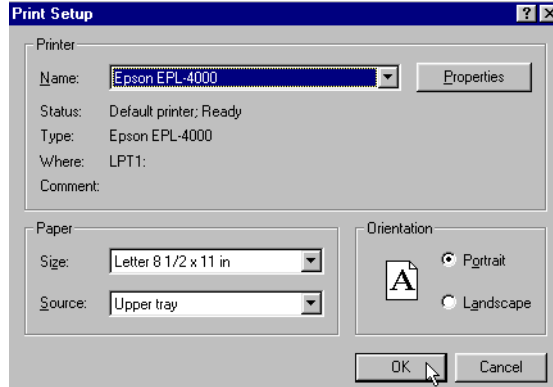 Print Setup
Printer
Name: Epson EPL-4000 Properties
Status: Default printer; Ready
Type: Epson EPL-4000
Where: LPT1:
Comment:
Paper
Size: Letter 8 1/2 x 11 in
Source: Upper tray
Orientation
A
Portrait
Landscape
OK Cancel